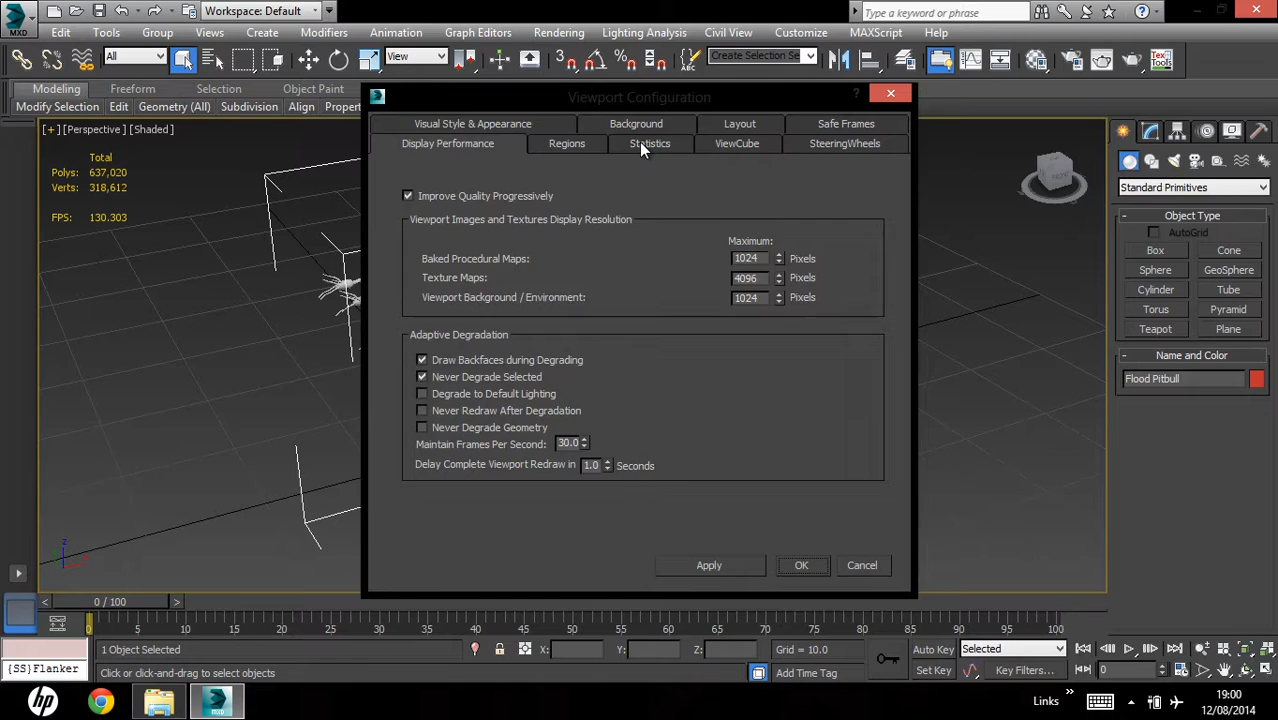 MXD
Workspace: Default
Type a keyword or phrase
Edit Tools Group Views Create Modifiers Animation Graph Editors Rendering Lighting Analysis Civil View Customize MAXScript Help
All View 3 Create Selection Se Text Tools
Modeling Freeform Selection Object Paint
Modify Selection Edit Geometry (All) Subdivision Align
[+] [Perspective] [Shaded]
Total
Polys: 637,020
Verts: 318,612
FPS: 130.303
Viewport Configuration
Visual Style & Appearance Background Layout Safe Frames
Display Performance Regions Statistics ViewCube SteeringWheels
Improve Quality Progressively
Viewport Images and Textures Display Resolution
Maximum:
Baked Procedural Maps: 1024 Pixels
Texture Maps: 4096 Pixels
Viewport Background / Environment: 1024 Pixels
Adaptive Degradation
Draw Backfaces during Degrading
Never Degrade Selected
Degrade to Default Lighting
Never Redraw After Degradation
Never Degrade Geometry
Maintain Frames Per Second: 30.0
Delay Complete Viewport Redraw in 1.0 Seconds
Apply OK Cancel
Standard Primitives
Object Type
AutoGrid
Box Cone
Sphere GeoSphere
Cylinder Tube
Torus Pyramid
Teapot Plane
Name and Color
Flood Pitbull
z
0 / 100
0 5 10 15 20 25 30 35 40 45 50 55 60 65 70 75 80 85 90 95 100
1 Object Selected X: Y: Z: Grid = 10.0 Auto Key Selected
{SS}Flanker Click or click-and-drag to select objects Add Time Tag Set Key Key Filters... 0
hp MXD Links » 19:00
12/08/2014